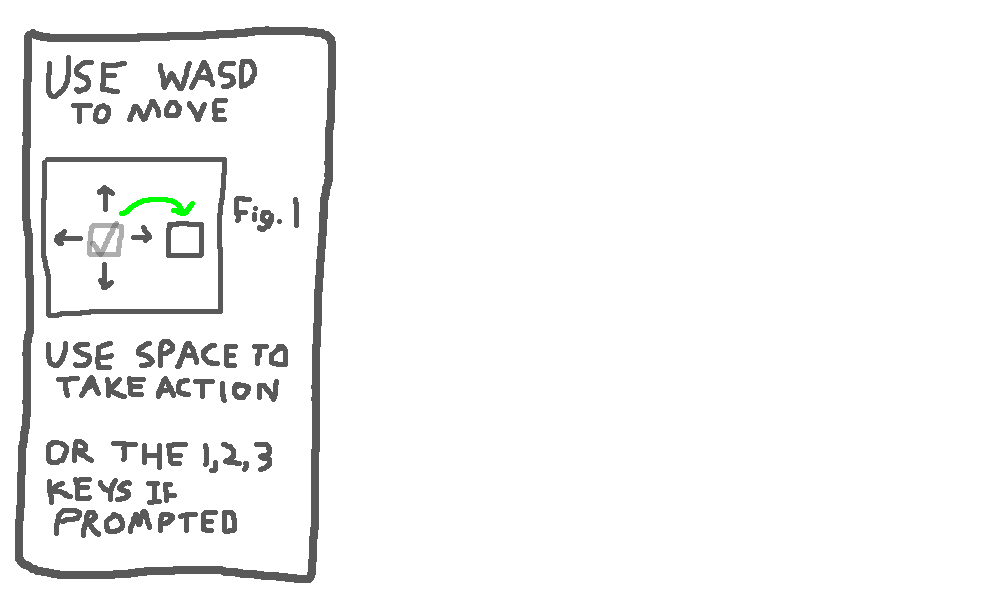 USE WASD
TO MOVE
Fig. 1
USE SPACE TO
TAKE ACTION
OR THE 1,2,3
KEYS IF
PROMPTED